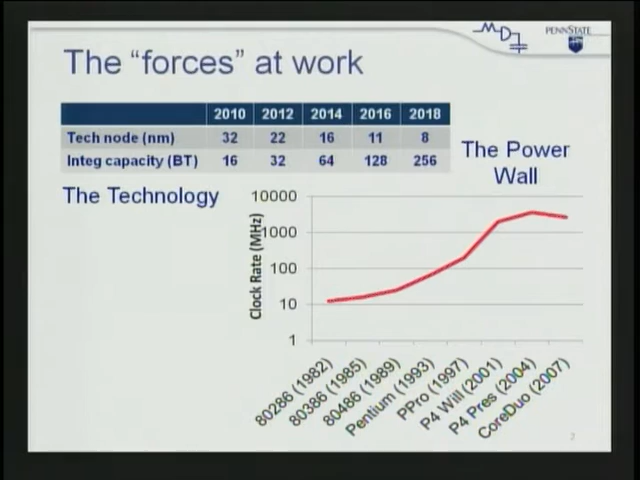 MD
PENNSTATE
The “forces” at work
2010 2012 2014 2016 2018
Tech node (nm) 32 22 16 11 8
Integ capacity (BT) 16 32 64 128 256
The Technology
The Power
Wall
Clock Rate (MHz)
10000
1000
100
10
1
80286 (1982)
80386 (1985)
80486 (1989)
Pentium (1993)
PPro (1997)
P4 Will (2001)
P4 Pres (2004)
CoreDuo (2007)
7